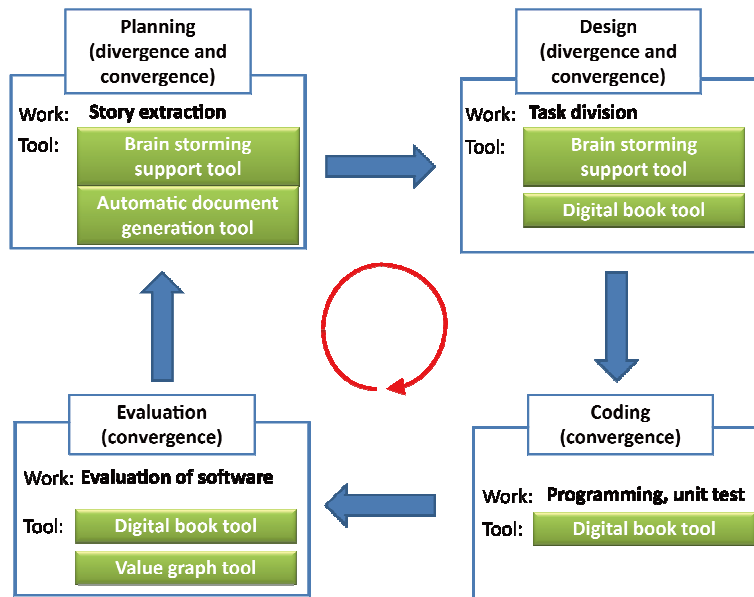 Planning
(divergence and
convergence)
Work: Story extraction
Tool:
Brain storming
support tool
Automatic document
generation tool
Design
(divergence and
convergence)
Work: Task division
Tool:
Brain storming
support tool
Digital book tool
Evaluation
(convergence)
Work: Evaluation of software
Tool: Digital book tool
Value graph tool
Coding
(convergence)
Work: Programming, unit test
Tool: Digital book tool